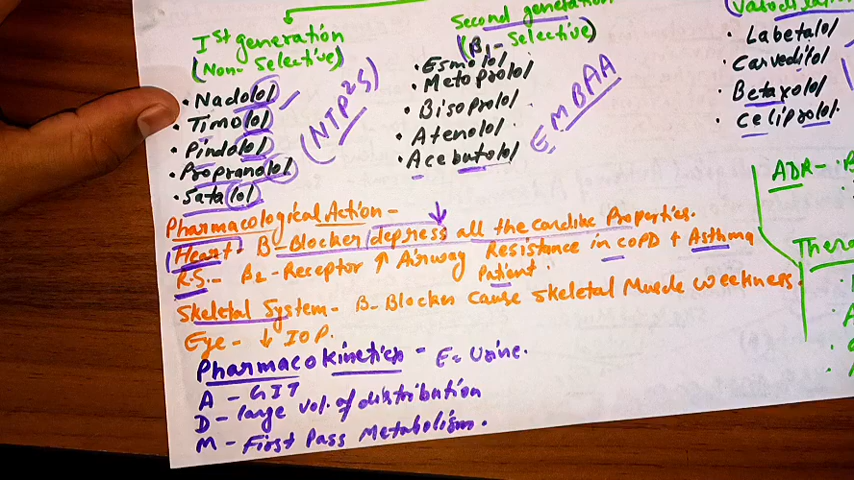 Ist generation
(Non-Selective)
• Nadolol
• Timolol
• Pindolol
• Propranolol
• Satalol
(NTP²S)
Second generation
(β1- Selective)
• Esmolol
• Metoprolol
• Bisoprolol
• Atenolol
• Acebutolol
EMBAA
• Labetalol
• Carvedilol
• Betaxolol
• Celiprolol
Pharmacological Action -
Heart - B-Blocker depress all the cardiac Properties.
R.S. - B2-Receptor ↑ Airway Resistance in COPD + Asthma
Patient.
Skeletal System - B-Blocker cause skeletal Muscle weekness.
Eye - ↓ IOP.
Pharmacokinetics - E = Urine.
A - GIT
D - large vol. of distribution
M - First Pass Metabolism.
ADR -
Thera